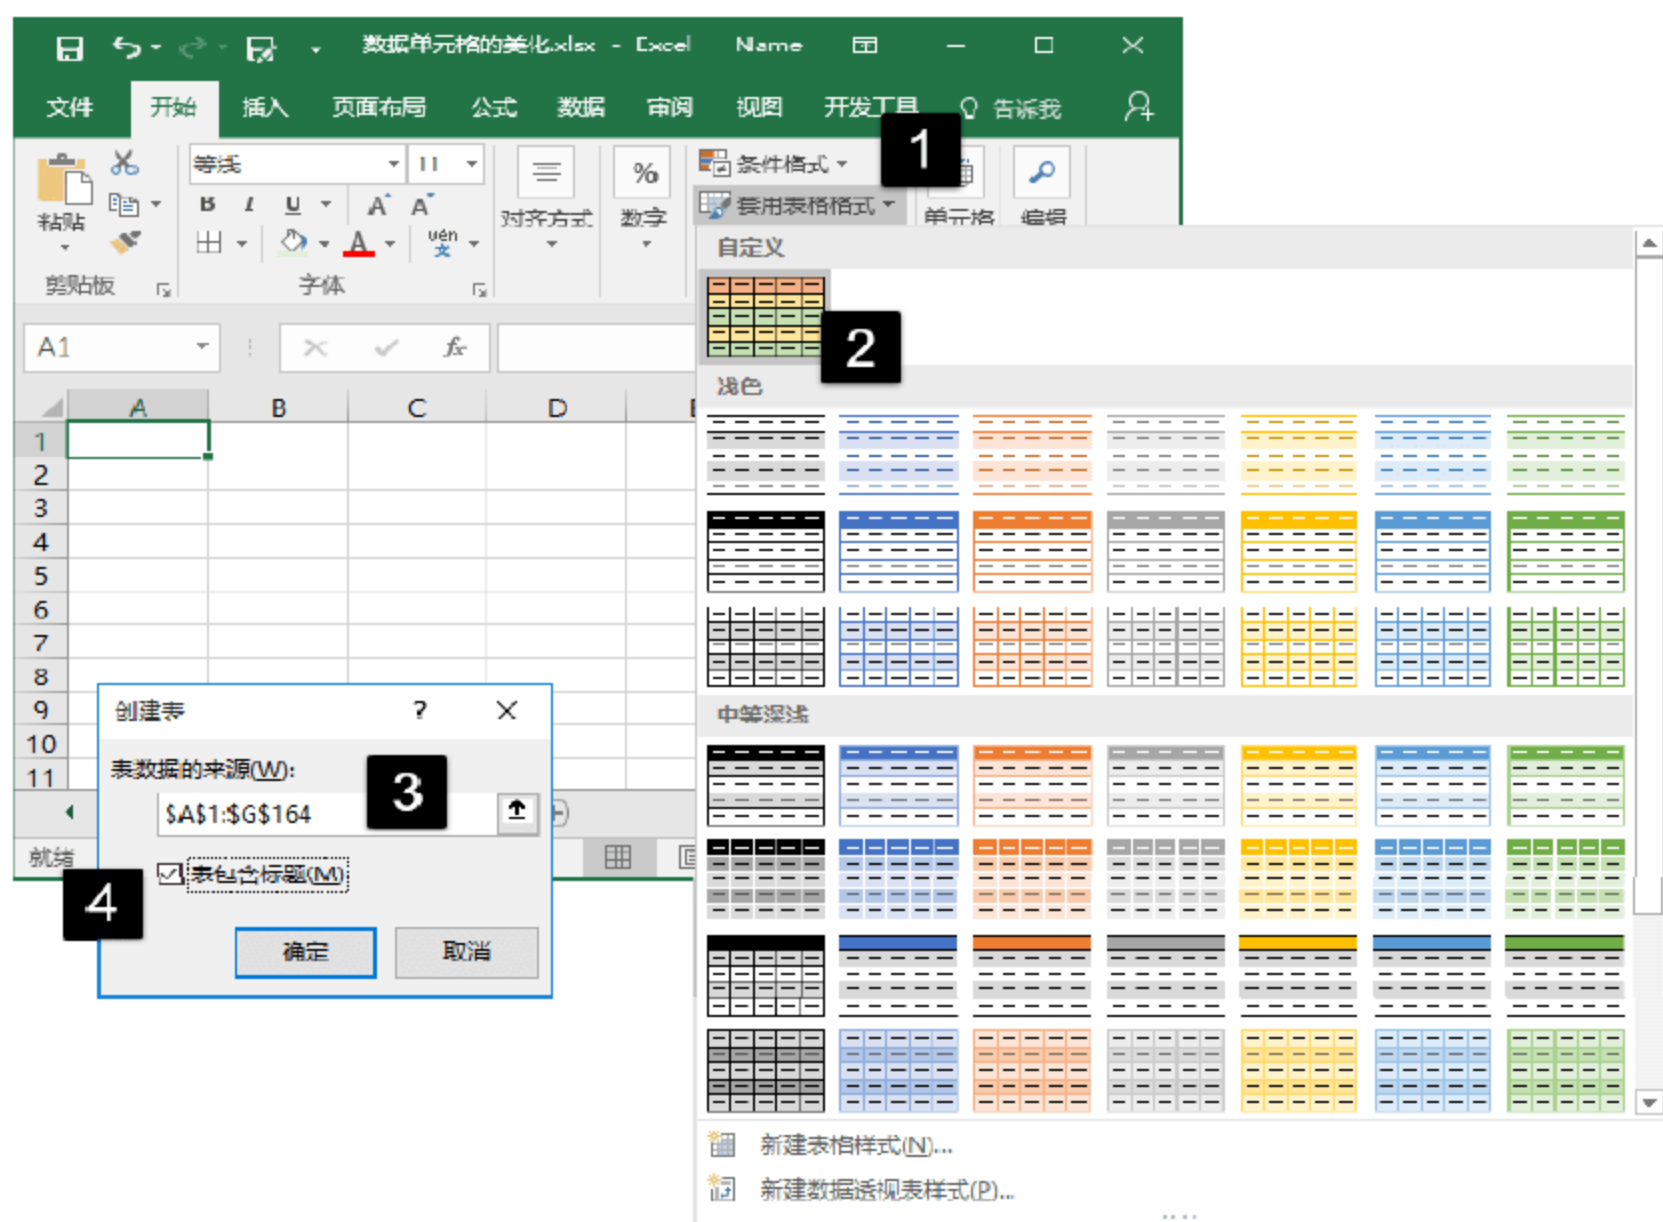 数据单元格的美化.xlsx - Excel Name
文件 开始 插入 页面布局 公式 数据 审阅 视图 开发工具 告诉我
1
等线 11
% 条件格式
粘贴 B I U A A 对齐方式 数字 套用表格格式 单元格 编辑
A wén 文
剪贴板 字体
自定义
2
A1 fx
浅色
A B C D
1
2
3
4
5
6
7
8
9
10
11
中等深浅
创建表 ? ×
表数据的来源(W):
3
$A$1:$G$164
就绪
表包含标题(M)
4
确定 取消
新建表格样式(N)...
新建数据透视表样式(P)...